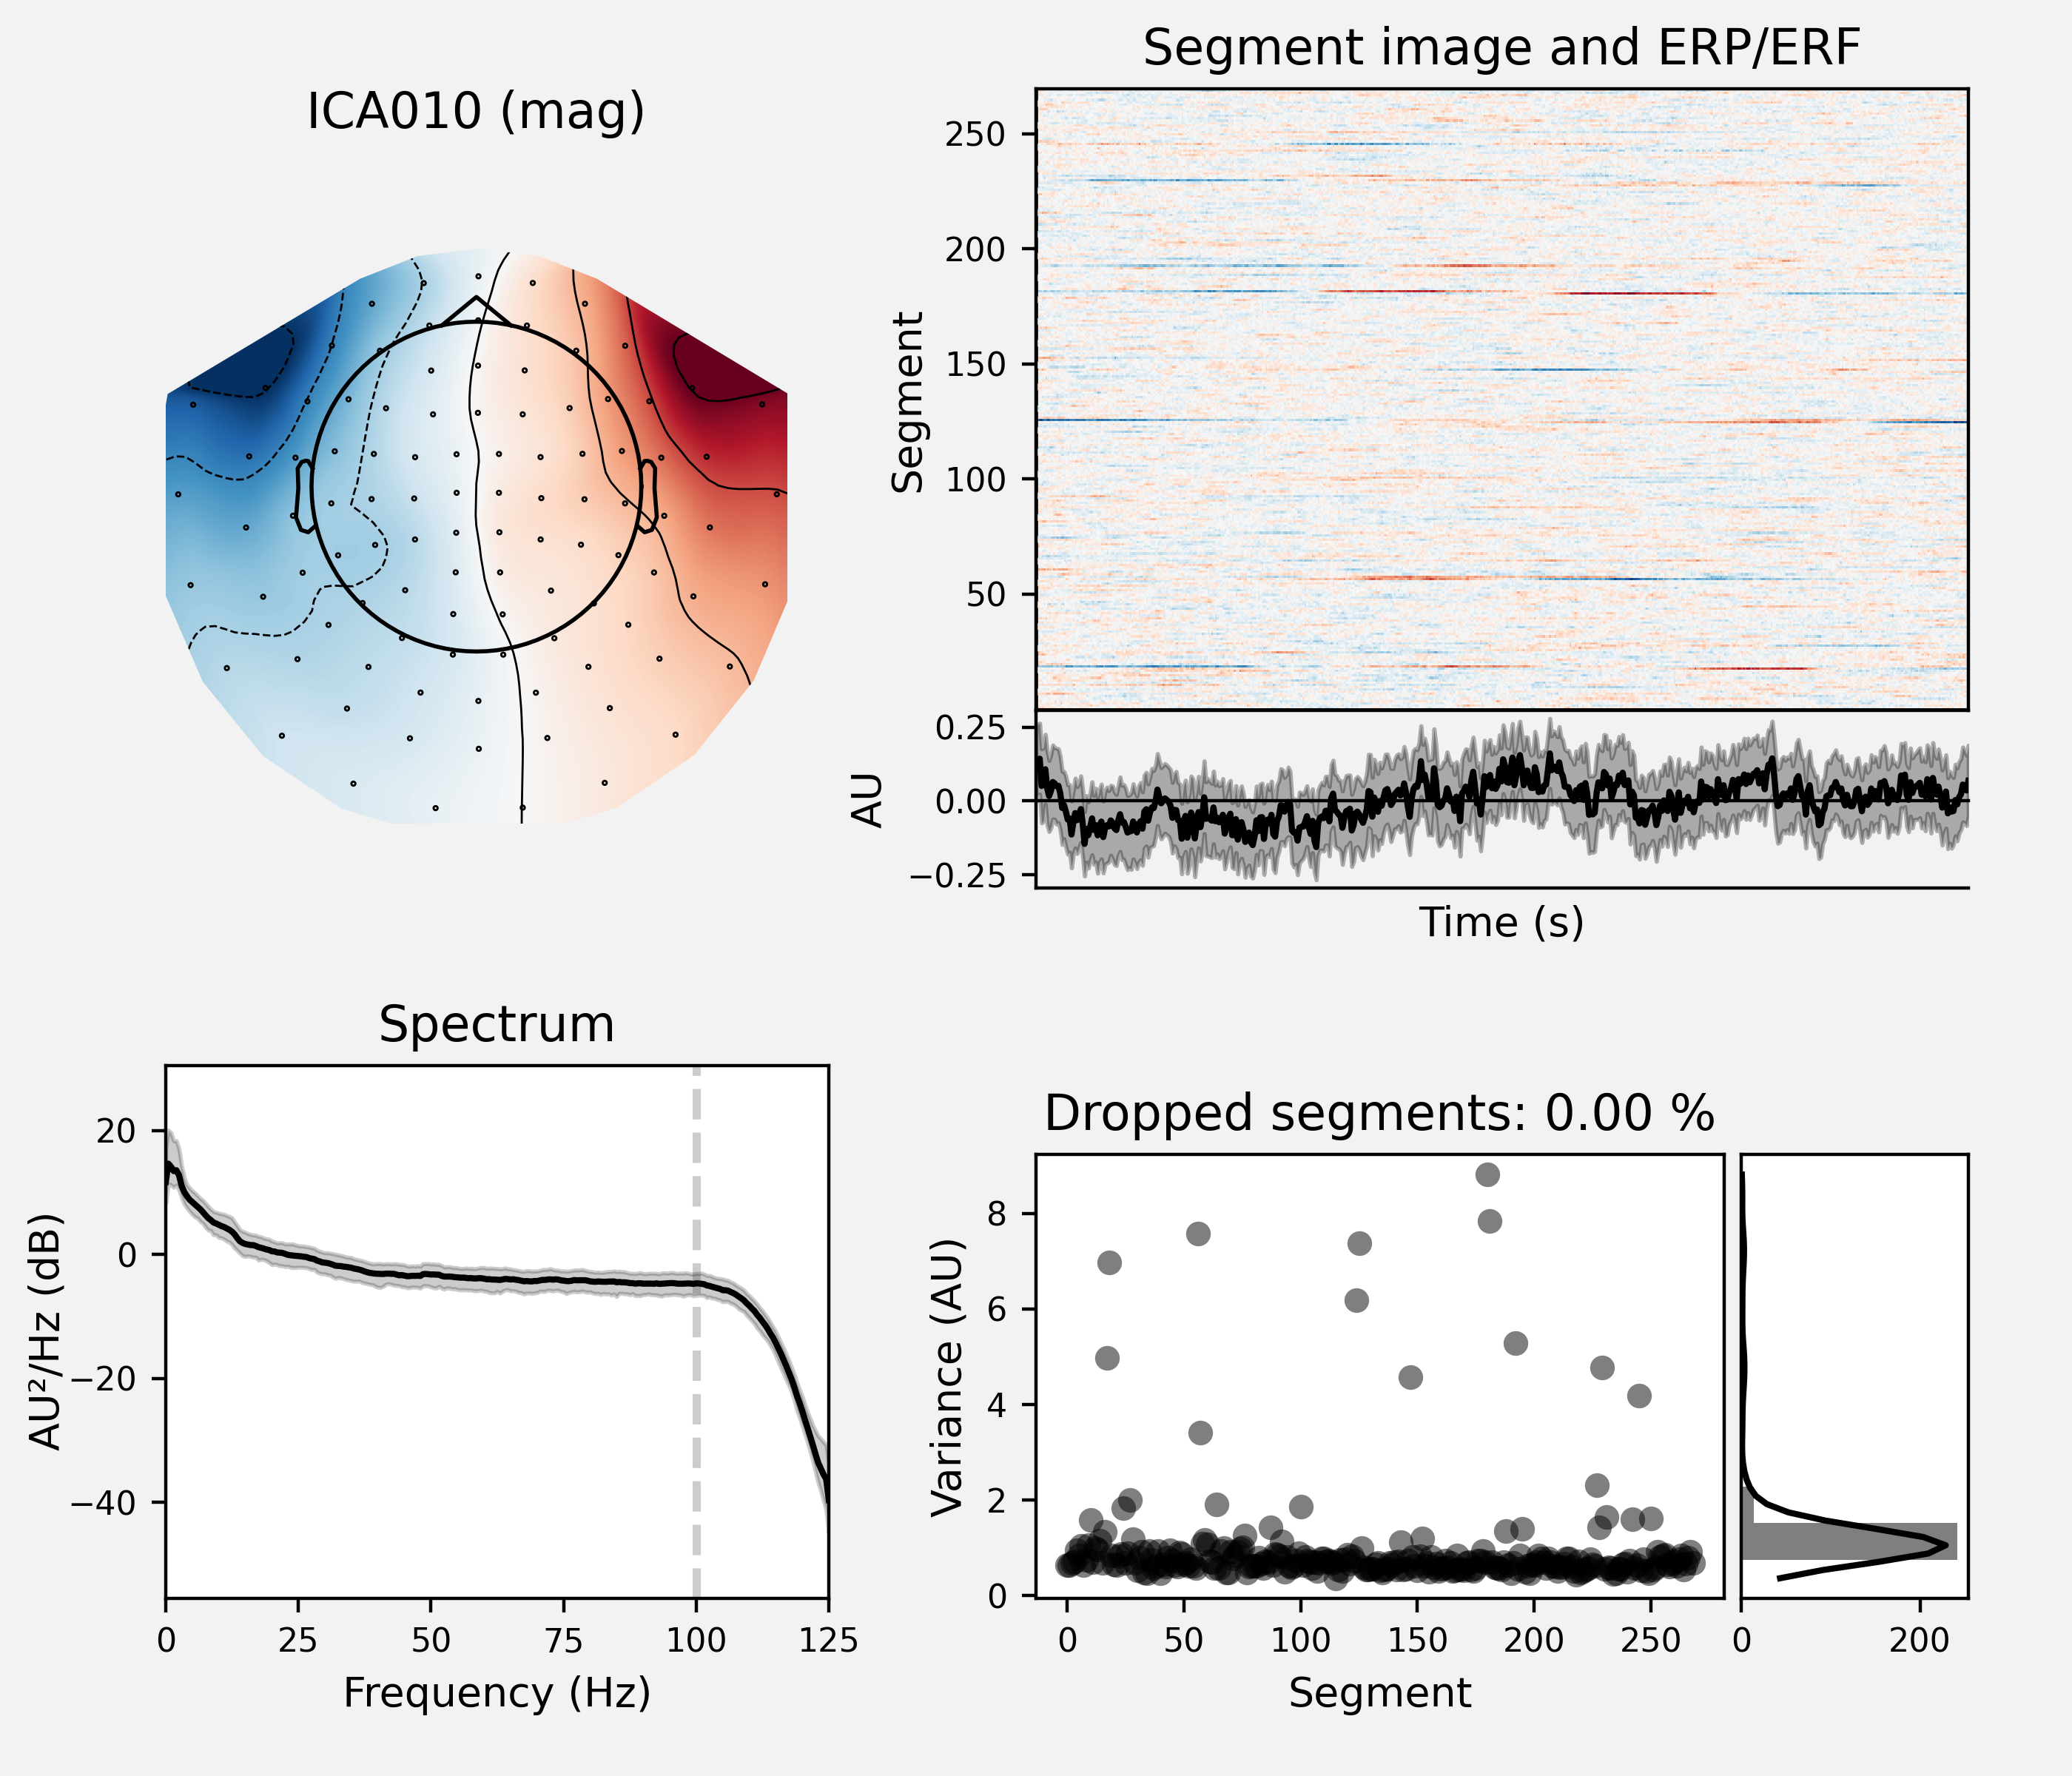 Segment image and ERP/ERF
ICA010 (mag)
250
200
150
100
50
Segment
0.25
0.00
−0.25
AU
Time (s)
Spectrum
20
0
−20
−40
AU²/Hz (dB)
0 25 50 75 100 125
Frequency (Hz)
Dropped segments: 0.00 %
8
6
4
2
0
Variance (AU)
0 50 100 150 200 250
Segment
0 200